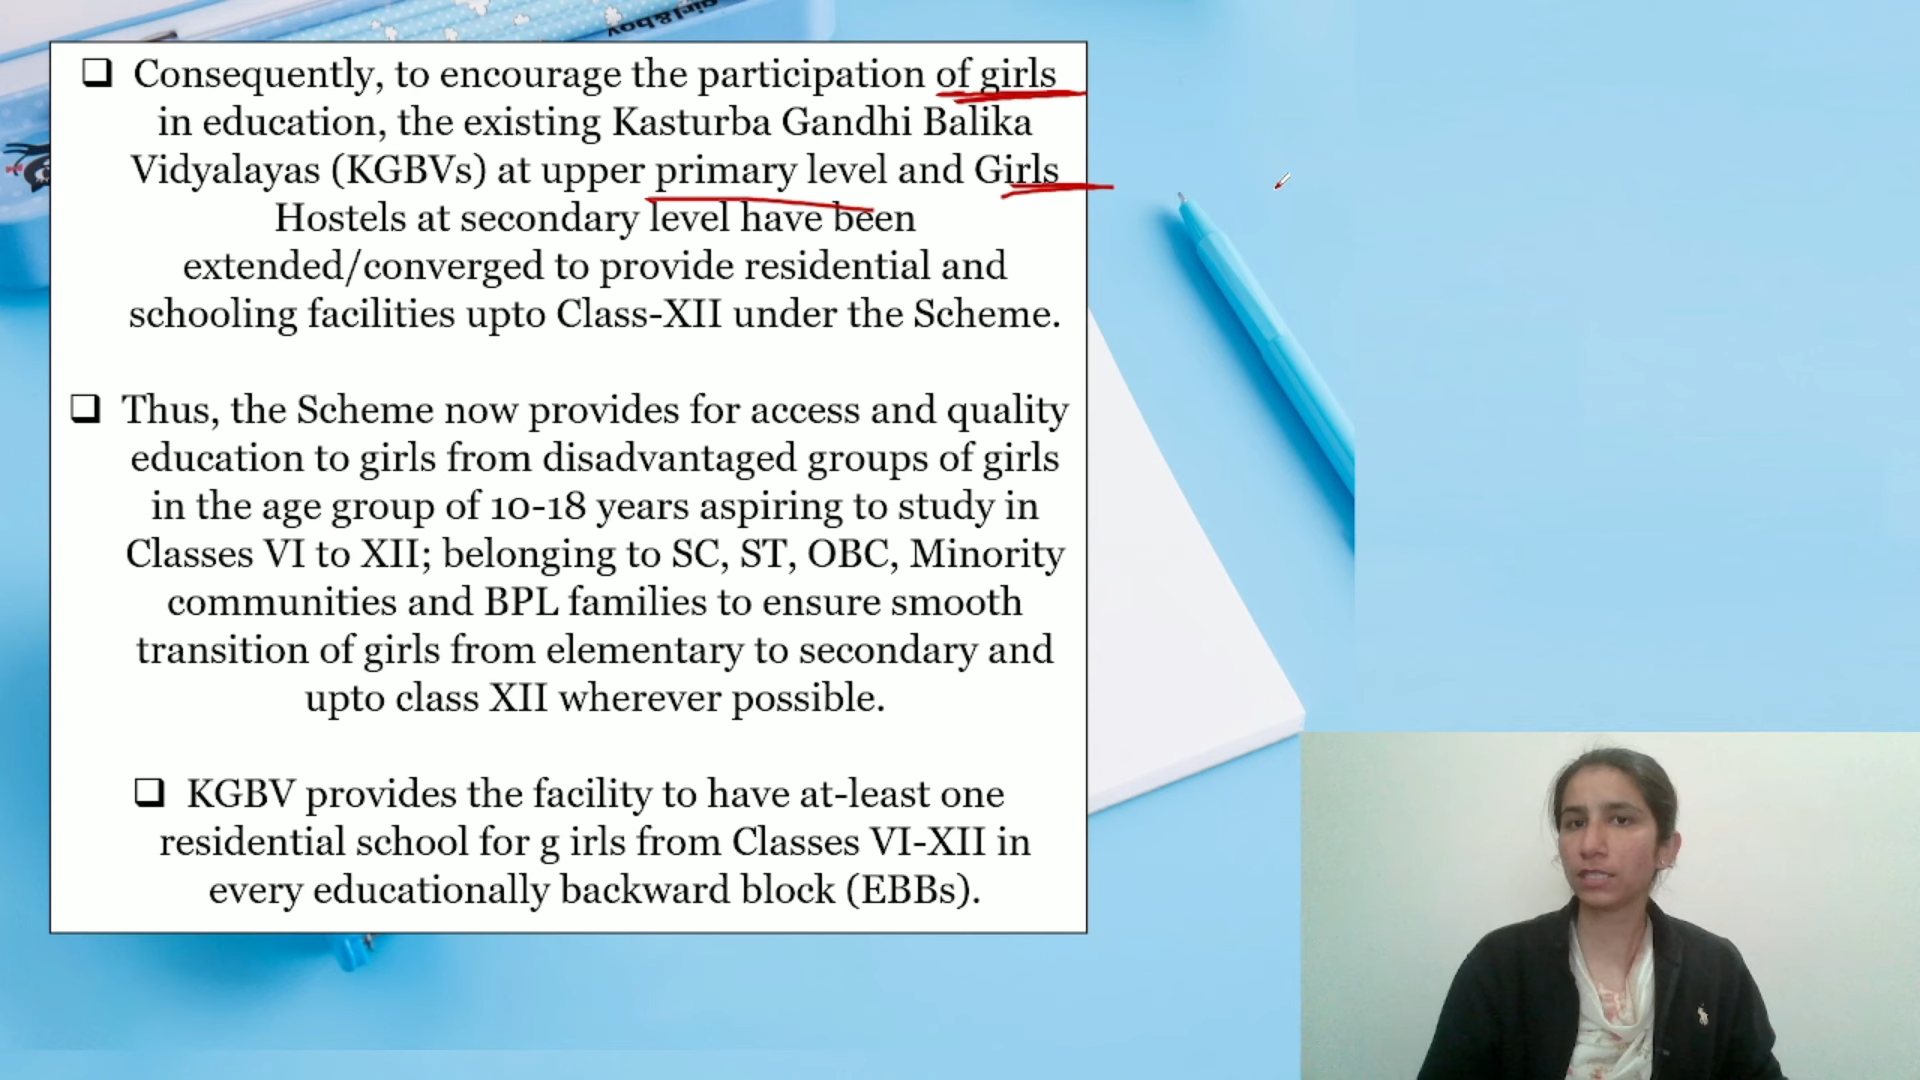 girl&boy
❑ Consequently, to encourage the participation of girls
in education, the existing Kasturba Gandhi Balika
Vidyalayas (KGBVs) at upper primary level and Girls
Hostels at secondary level have been
extended/converged to provide residential and
schooling facilities upto Class-XII under the Scheme.
❑ Thus, the Scheme now provides for access and quality
education to girls from disadvantaged groups of girls
in the age group of 10-18 years aspiring to study in
Classes VI to XII; belonging to SC, ST, OBC, Minority
communities and BPL families to ensure smooth
transition of girls from elementary to secondary and
upto class XII wherever possible.
❑ KGBV provides the facility to have at-least one
residential school for g irls from Classes VI-XII in
every educationally backward block (EBBs).